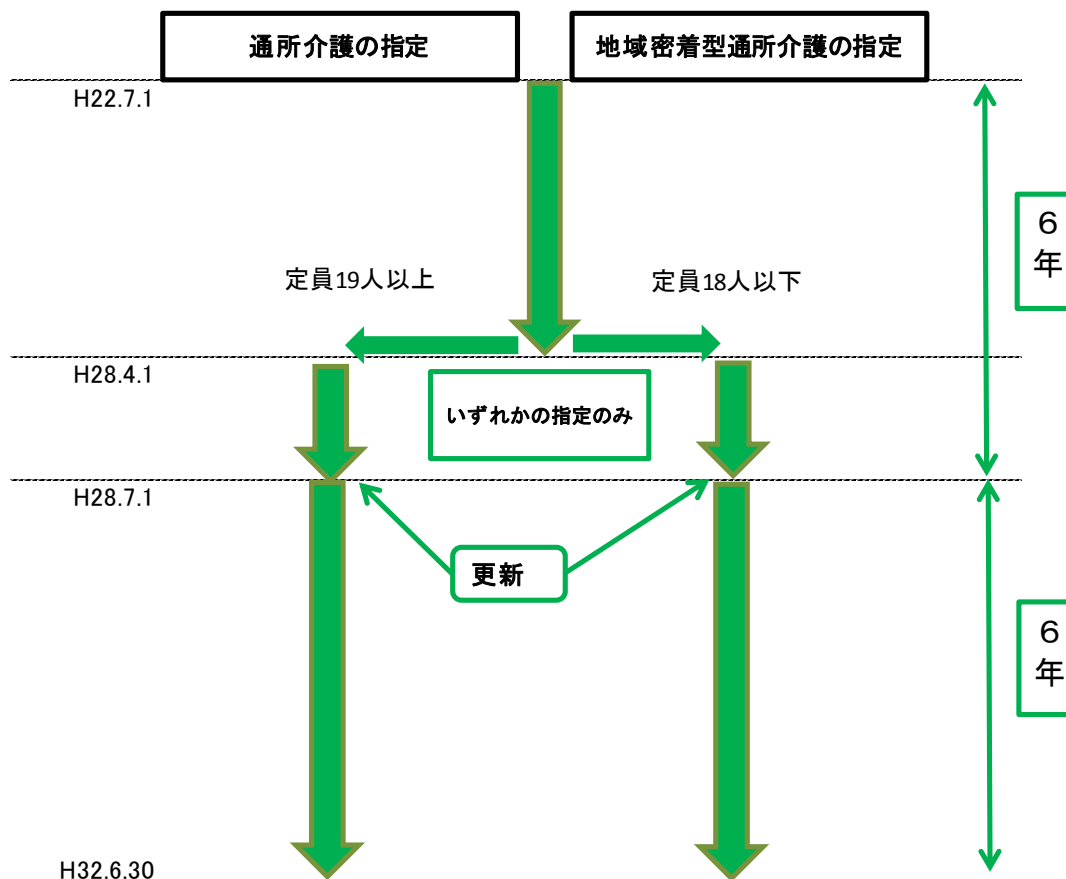 通所介護の指定
地域密着型通所介護の指定
H22.7.1
6
年
定員19人以上
定員18人以下
H28.4.1
いずれかの指定のみ
H28.7.1
更新
6
年
H32.6.30